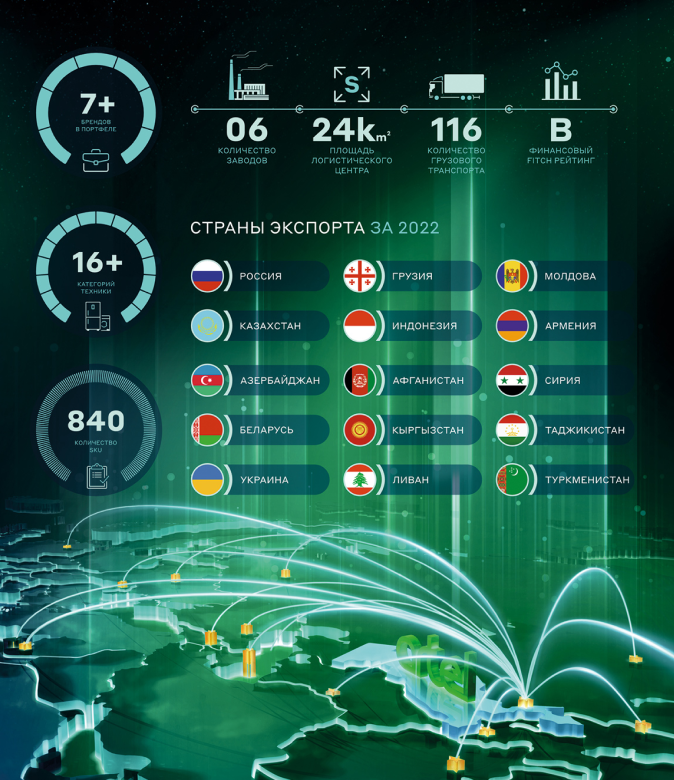 7+
БРЕНДОВ
В ПОРТФЕЛЕ
06
КОЛИЧЕСТВО
ЗАВОДОВ
S
24k м²
ПЛОЩАДЬ
ЛОГИСТИЧЕСКОГО
ЦЕНТРА
116
КОЛИЧЕСТВО
ГРУЗОВОГО
ТРАНСПОРТА
B
ФИНАНСОВЫЙ
FITCH РЕЙТИНГ
16+
КАТЕГОРИЙ
ТЕХНИКИ
840
КОЛИЧЕСТВО
SKU
СТРАНЫ ЭКСПОРТА ЗА 2022
РОССИЯ
ГРУЗИЯ
МОЛДОВА
КАЗАХСТАН
ИНДОНЕЗИЯ
АРМЕНИЯ
АЗЕРБАЙДЖАН
АФГАНИСТАН
СИРИЯ
БЕЛАРУСЬ
КЫРГЫЗСТАН
ТАДЖИКИСТАН
УКРАИНА
ЛИВАН
ТУРКМЕНИСТАН